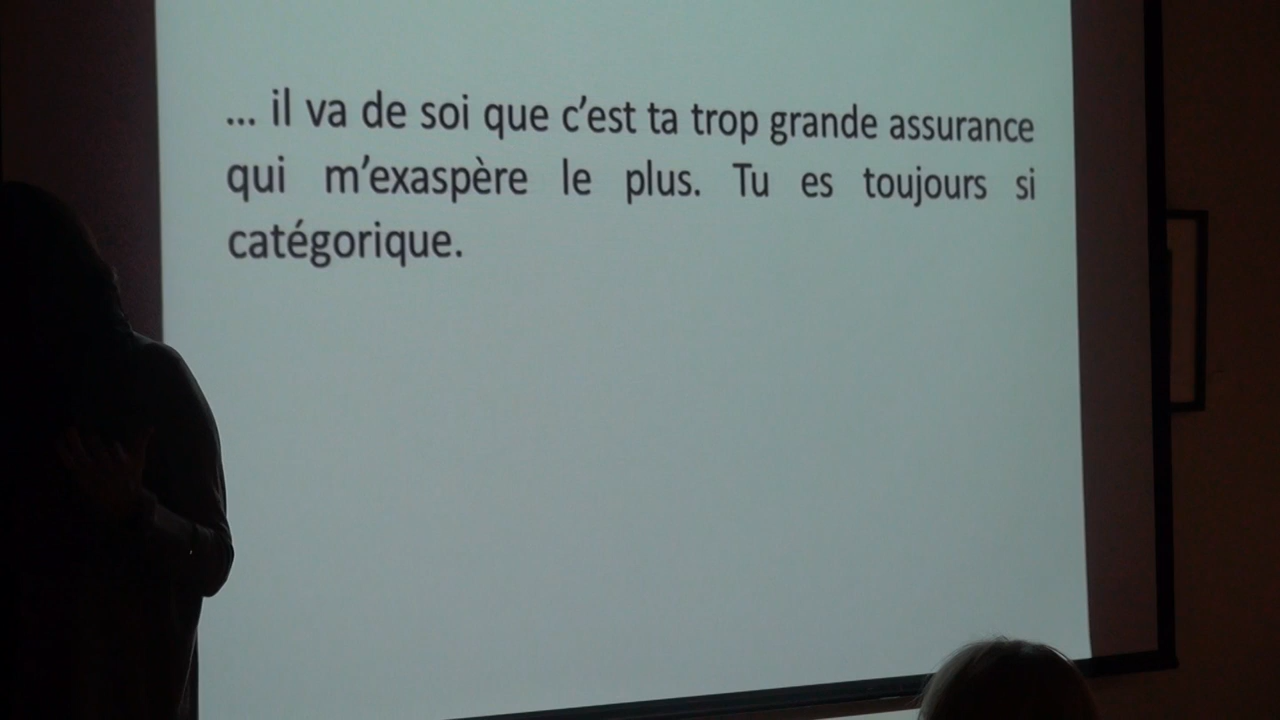 ... il va de soi que c’est ta trop grande assurance
qui m’exaspère le plus. Tu es toujours si
catégorique.